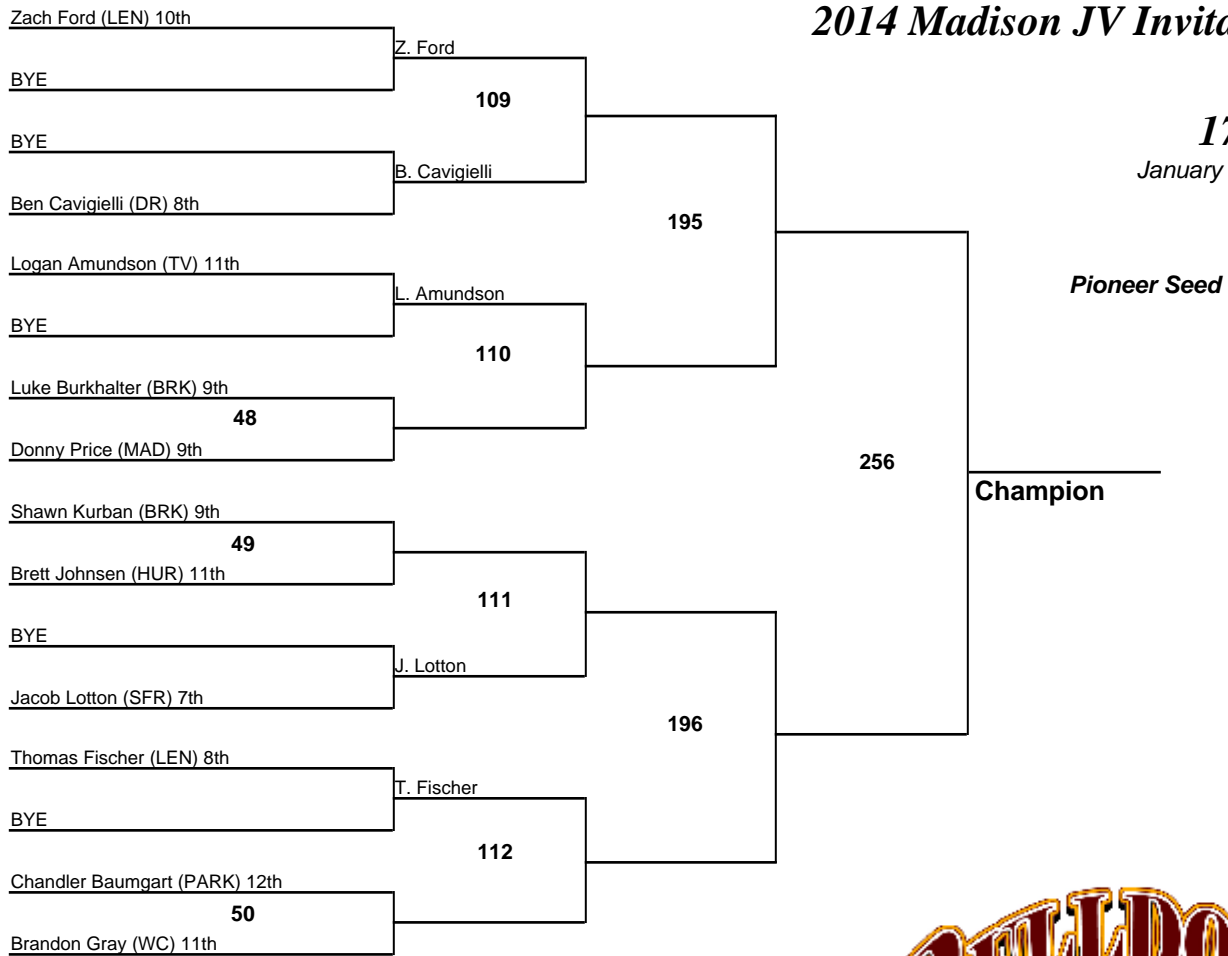 2014 Madison JV
January
Pioneer Seed
Zach Ford (LEN) 10th
Z. Ford
BYE
109
BYE
B. Cavigielli
Ben Cavigielli (DR) 8th
195
Logan Amundson (TV) 11th
L. Amundson
BYE
110
Luke Burkhalter (BRK) 9th
48
Donny Price (MAD) 9th
256
Champion
Shawn Kurban (BRK) 9th
49
Brett Johnsen (HUR) 11th
111
BYE
J. Lotton
Jacob Lotton (SFR) 7th
196
Thomas Fischer (LEN) 8th
T. Fischer
BYE
112
Chandler Baumgart (PARK) 12th
50
Brandon Gray (WC) 11th